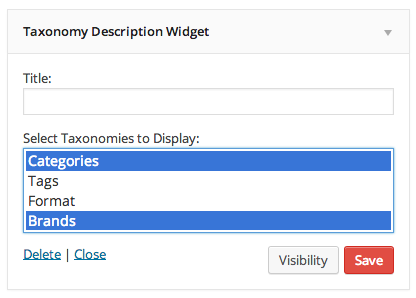 Taxonomy Description Widget
Title:
Select Taxonomies to Display:
Categories
Tags
Format
Brands
Delete | Close
Visibility
Save